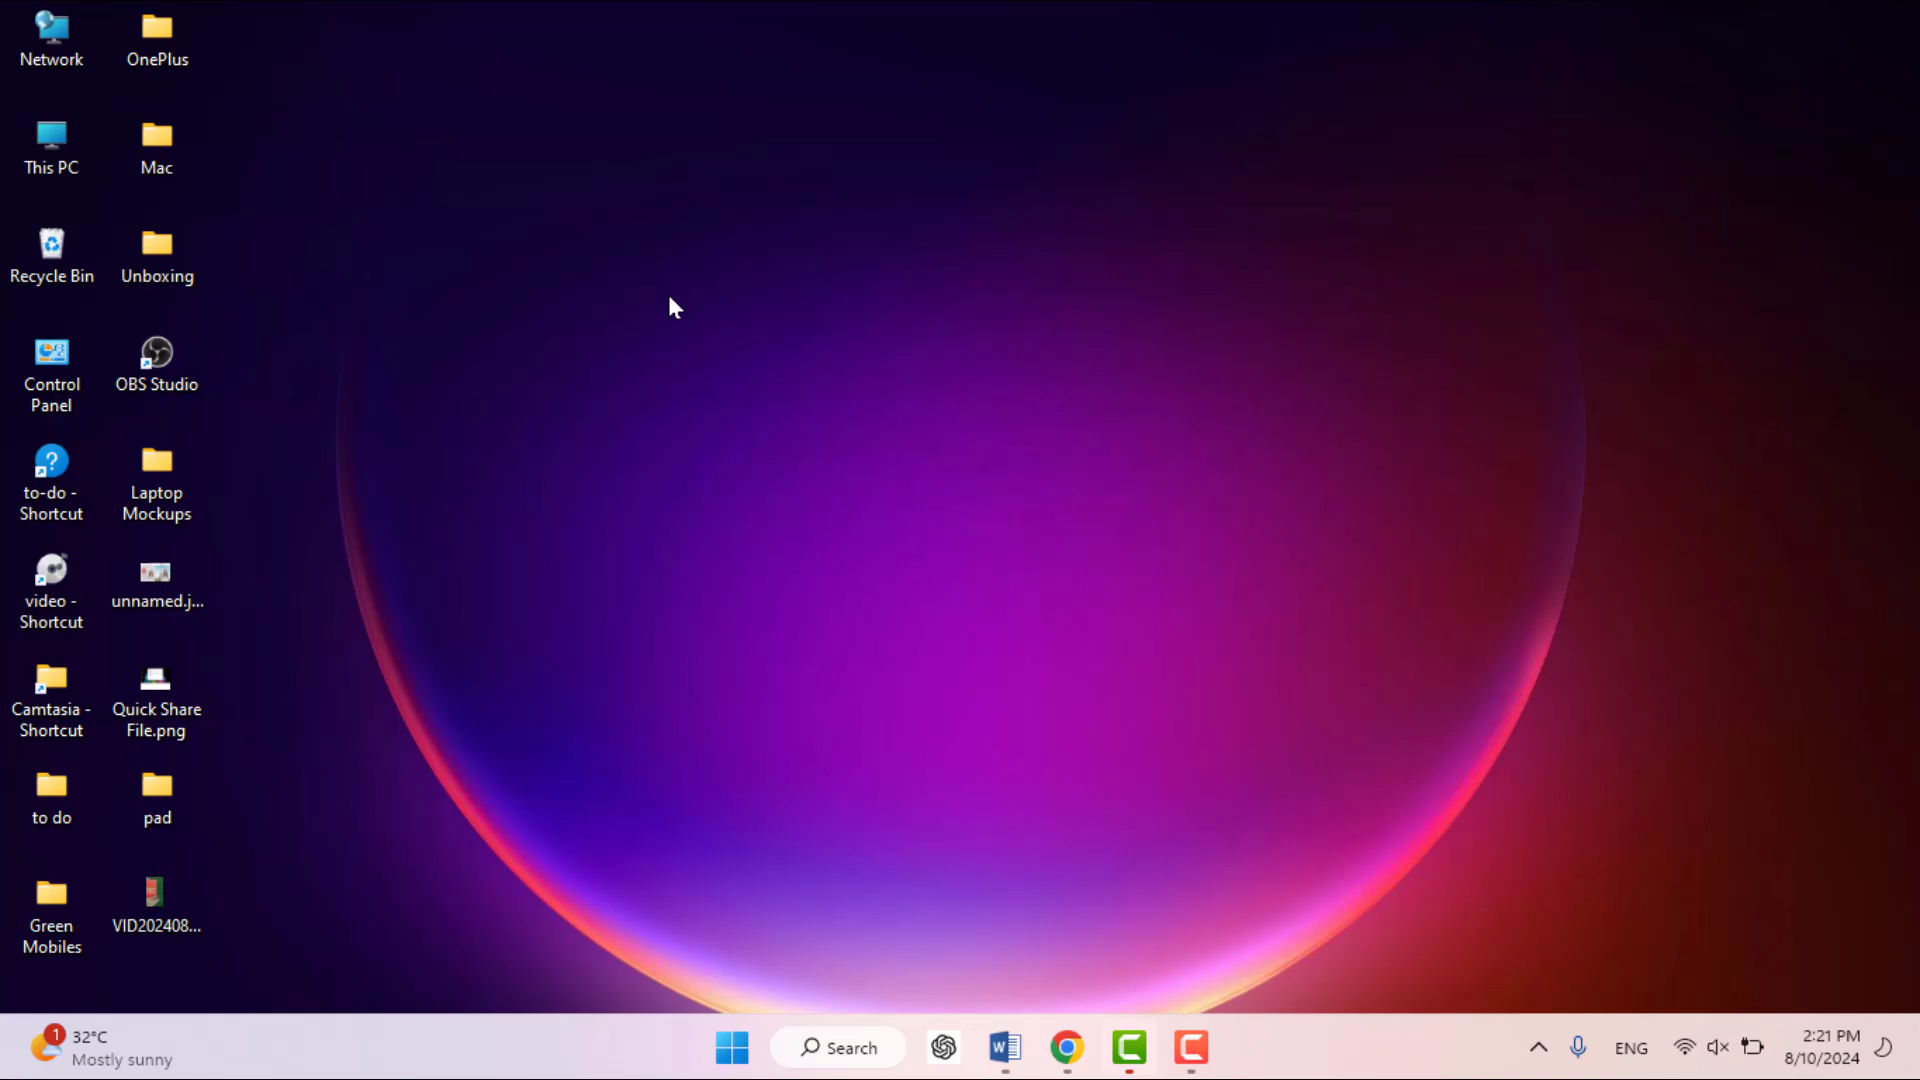 Network
OnePlus
This PC
Mac
Recycle Bin
Unboxing
Control
Panel
OBS Studio
to-do -
Shortcut
Laptop
Mockups
video -
Shortcut
unnamed.j...
Camtasia -
Shortcut
Quick Share
File.png
to do
pad
Green
Mobiles
VID202408...
1
32°C
Mostly sunny
Search
ENG
2:21 PM
8/10/2024